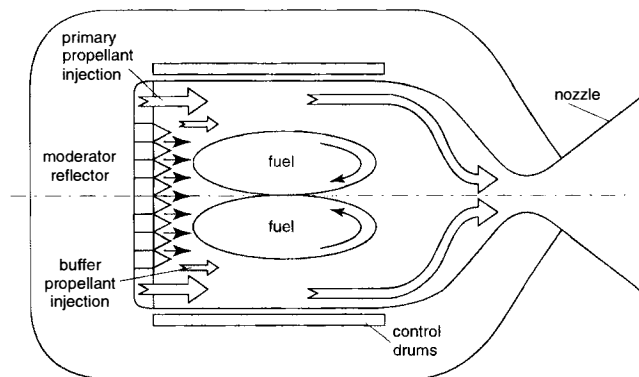 primary
propellant
injection
nozzle
moderator
reflector
fuel
fuel
buffer
propellant
injection
control
drums